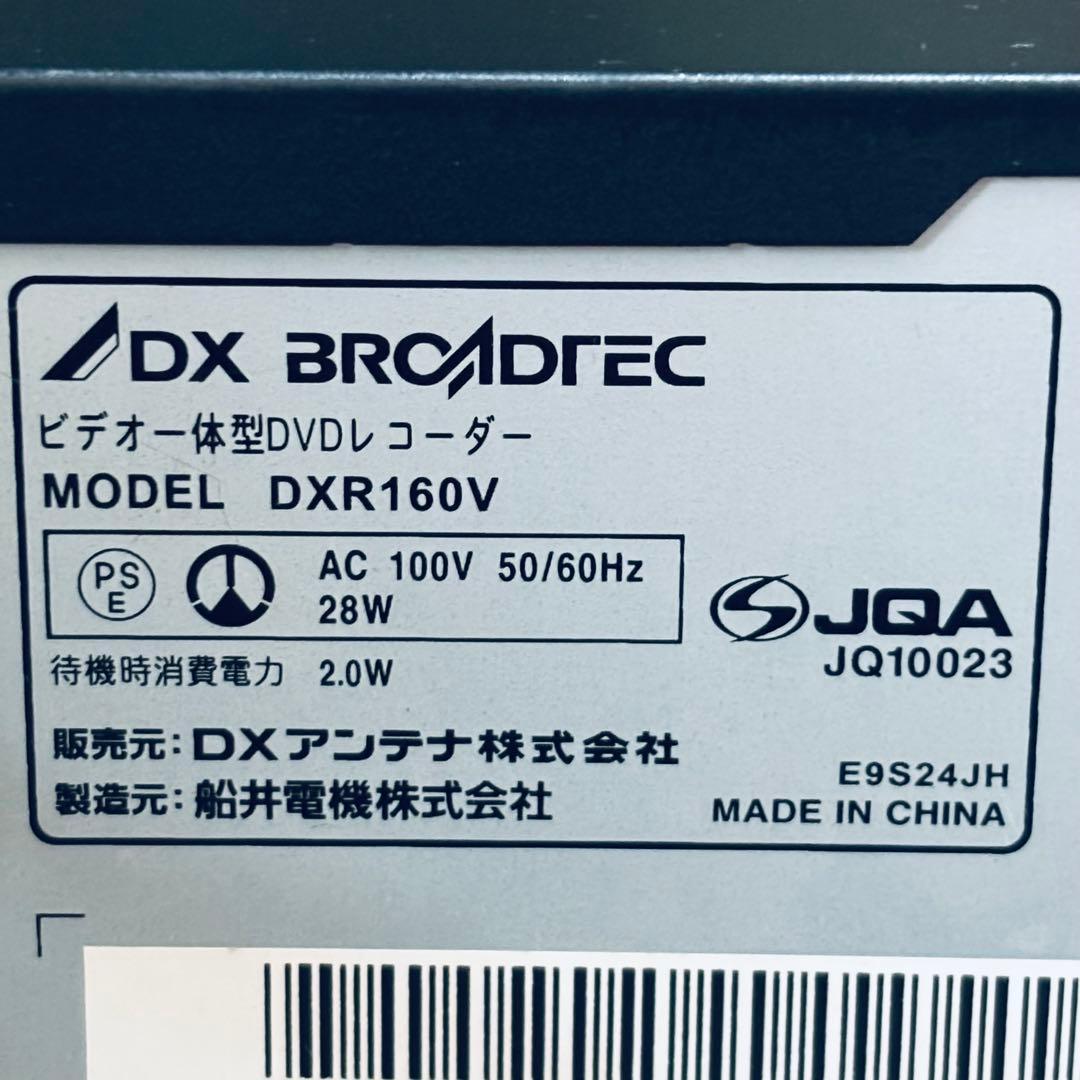 DX BROADTEC
ビデオ一体型DVDレコーダー
MODEL DXR160V
PS
E
AC 100V 50/60Hz
28W
JQA
JQ10023
待機時消費電力 2.0W
販売元:DXアンテナ株式会社
製造元:船井電機株式会社
E9S24JH
MADE IN CHINA